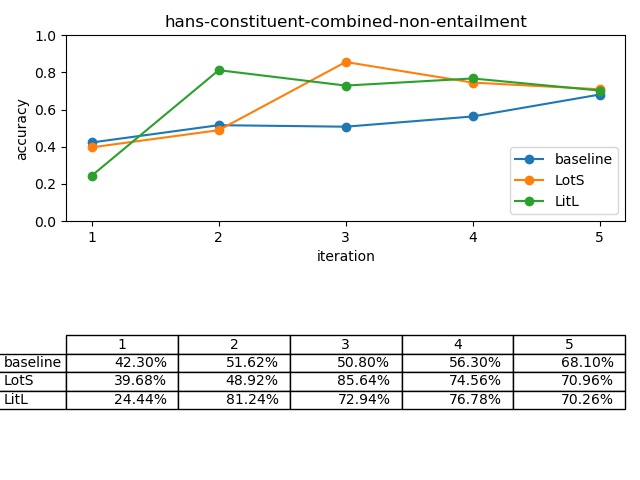 hans-constituent-combined-non-entailment
1.0
0.8
0.6
0.4
0.2
0.0
accuracy
1 2 3 4 5
iteration
baseline
LotS
LitL
1 2 3 4 5
baseline 42.30% 51.62% 50.80% 56.30% 68.10%
LotS 39.68% 48.92% 85.64% 74.56% 70.96%
LitL 24.44% 81.24% 72.94% 76.78% 70.26%